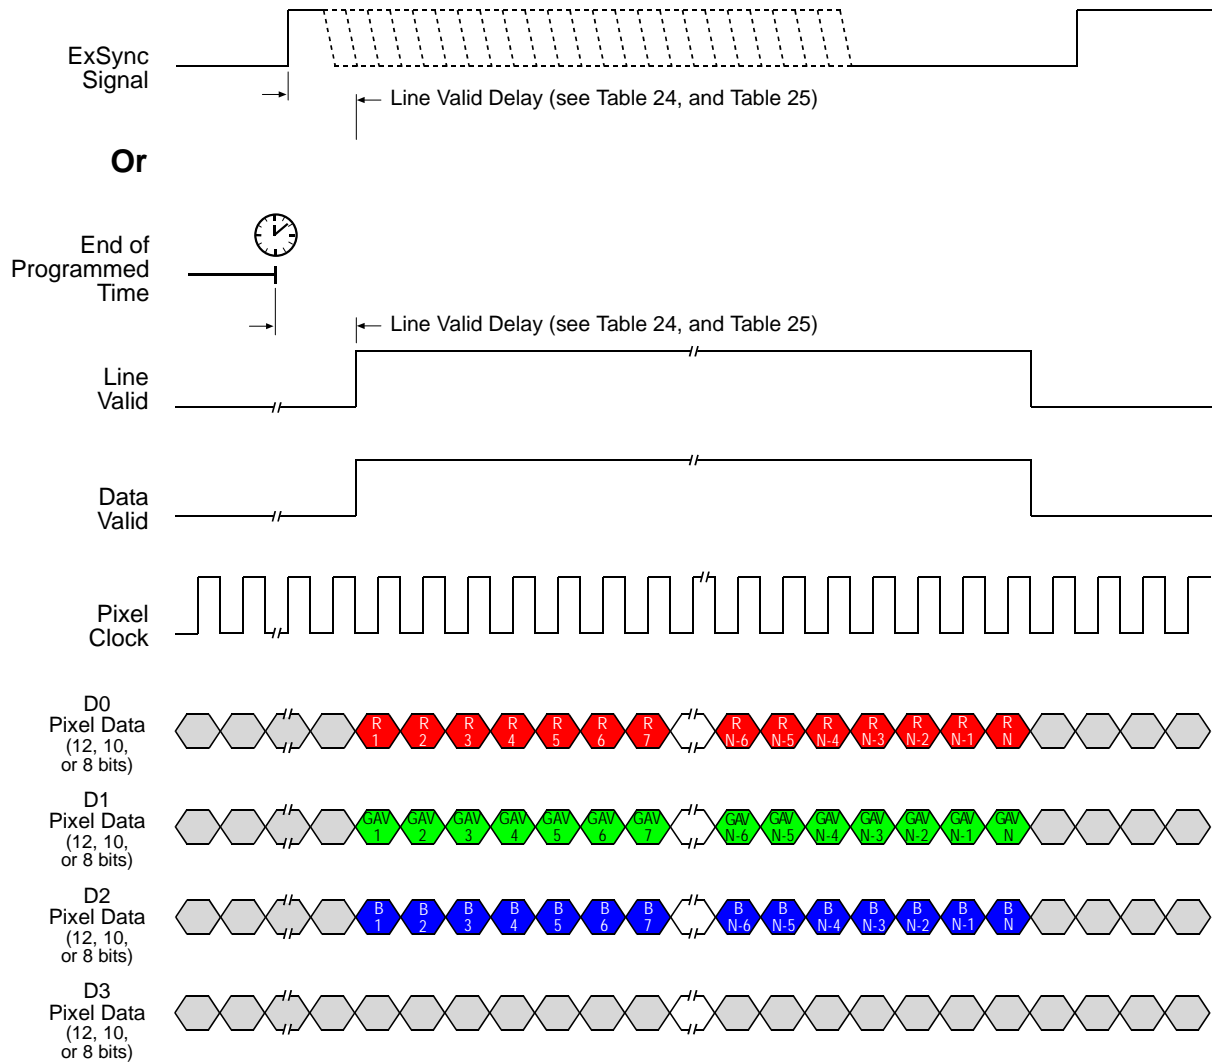 ExSync
Signal
Line Valid Delay (see Table 24, and Table 25)
Or
End of
Programmed
Time
Line Valid Delay (see Table 24, and Table 25)
Line
Valid
Data
Valid
Pixel
Clock
D0
Pixel Data
(12, 10,
or 8 bits)
R R R R R R R R R R R R R R
1 2 3 4 5 6 7 N-6 N-5 N-4 N-3 N-2 N-1 N
D1
Pixel Data
(12, 10,
or 8 bits)
GAV GAV GAV GAV GAV GAV GAV GAV GAV GAV GAV GAV GAV GAV
1 2 3 4 5 6 7 N-6 N-5 N-4 N-3 N-2 N-1 N
D2
Pixel Data
(12, 10,
or 8 bits)
B B B B B B B B B B B B B B
1 2 3 4 5 6 7 N-6 N-5 N-4 N-3 N-2 N-1 N
D3
Pixel Data
(12, 10,
or 8 bits)